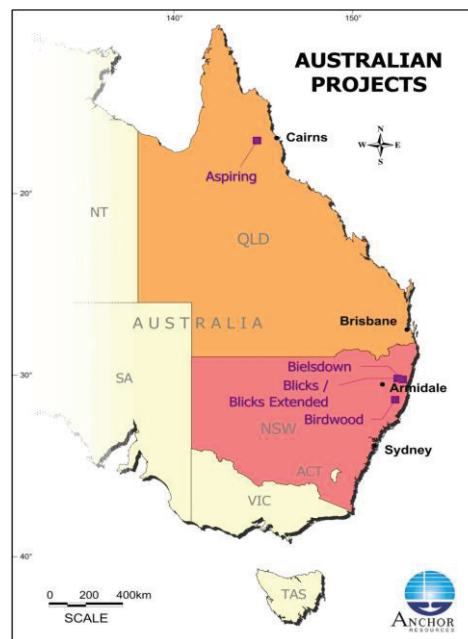 140°
150°
AUSTRALIAN
PROJECTS
Cairns
N
W E
S
Aspiring
20°
NT
QLD
AUSTRALIA
Brisbane
Bielsdown
30°
SA
Blicks /
Armidale
Blicks Extended
Birdwood
NSW
Sydney
ACT
VIC
40°
0 200 400km
SCALE
TAS
ANCHOR
RESOURCES